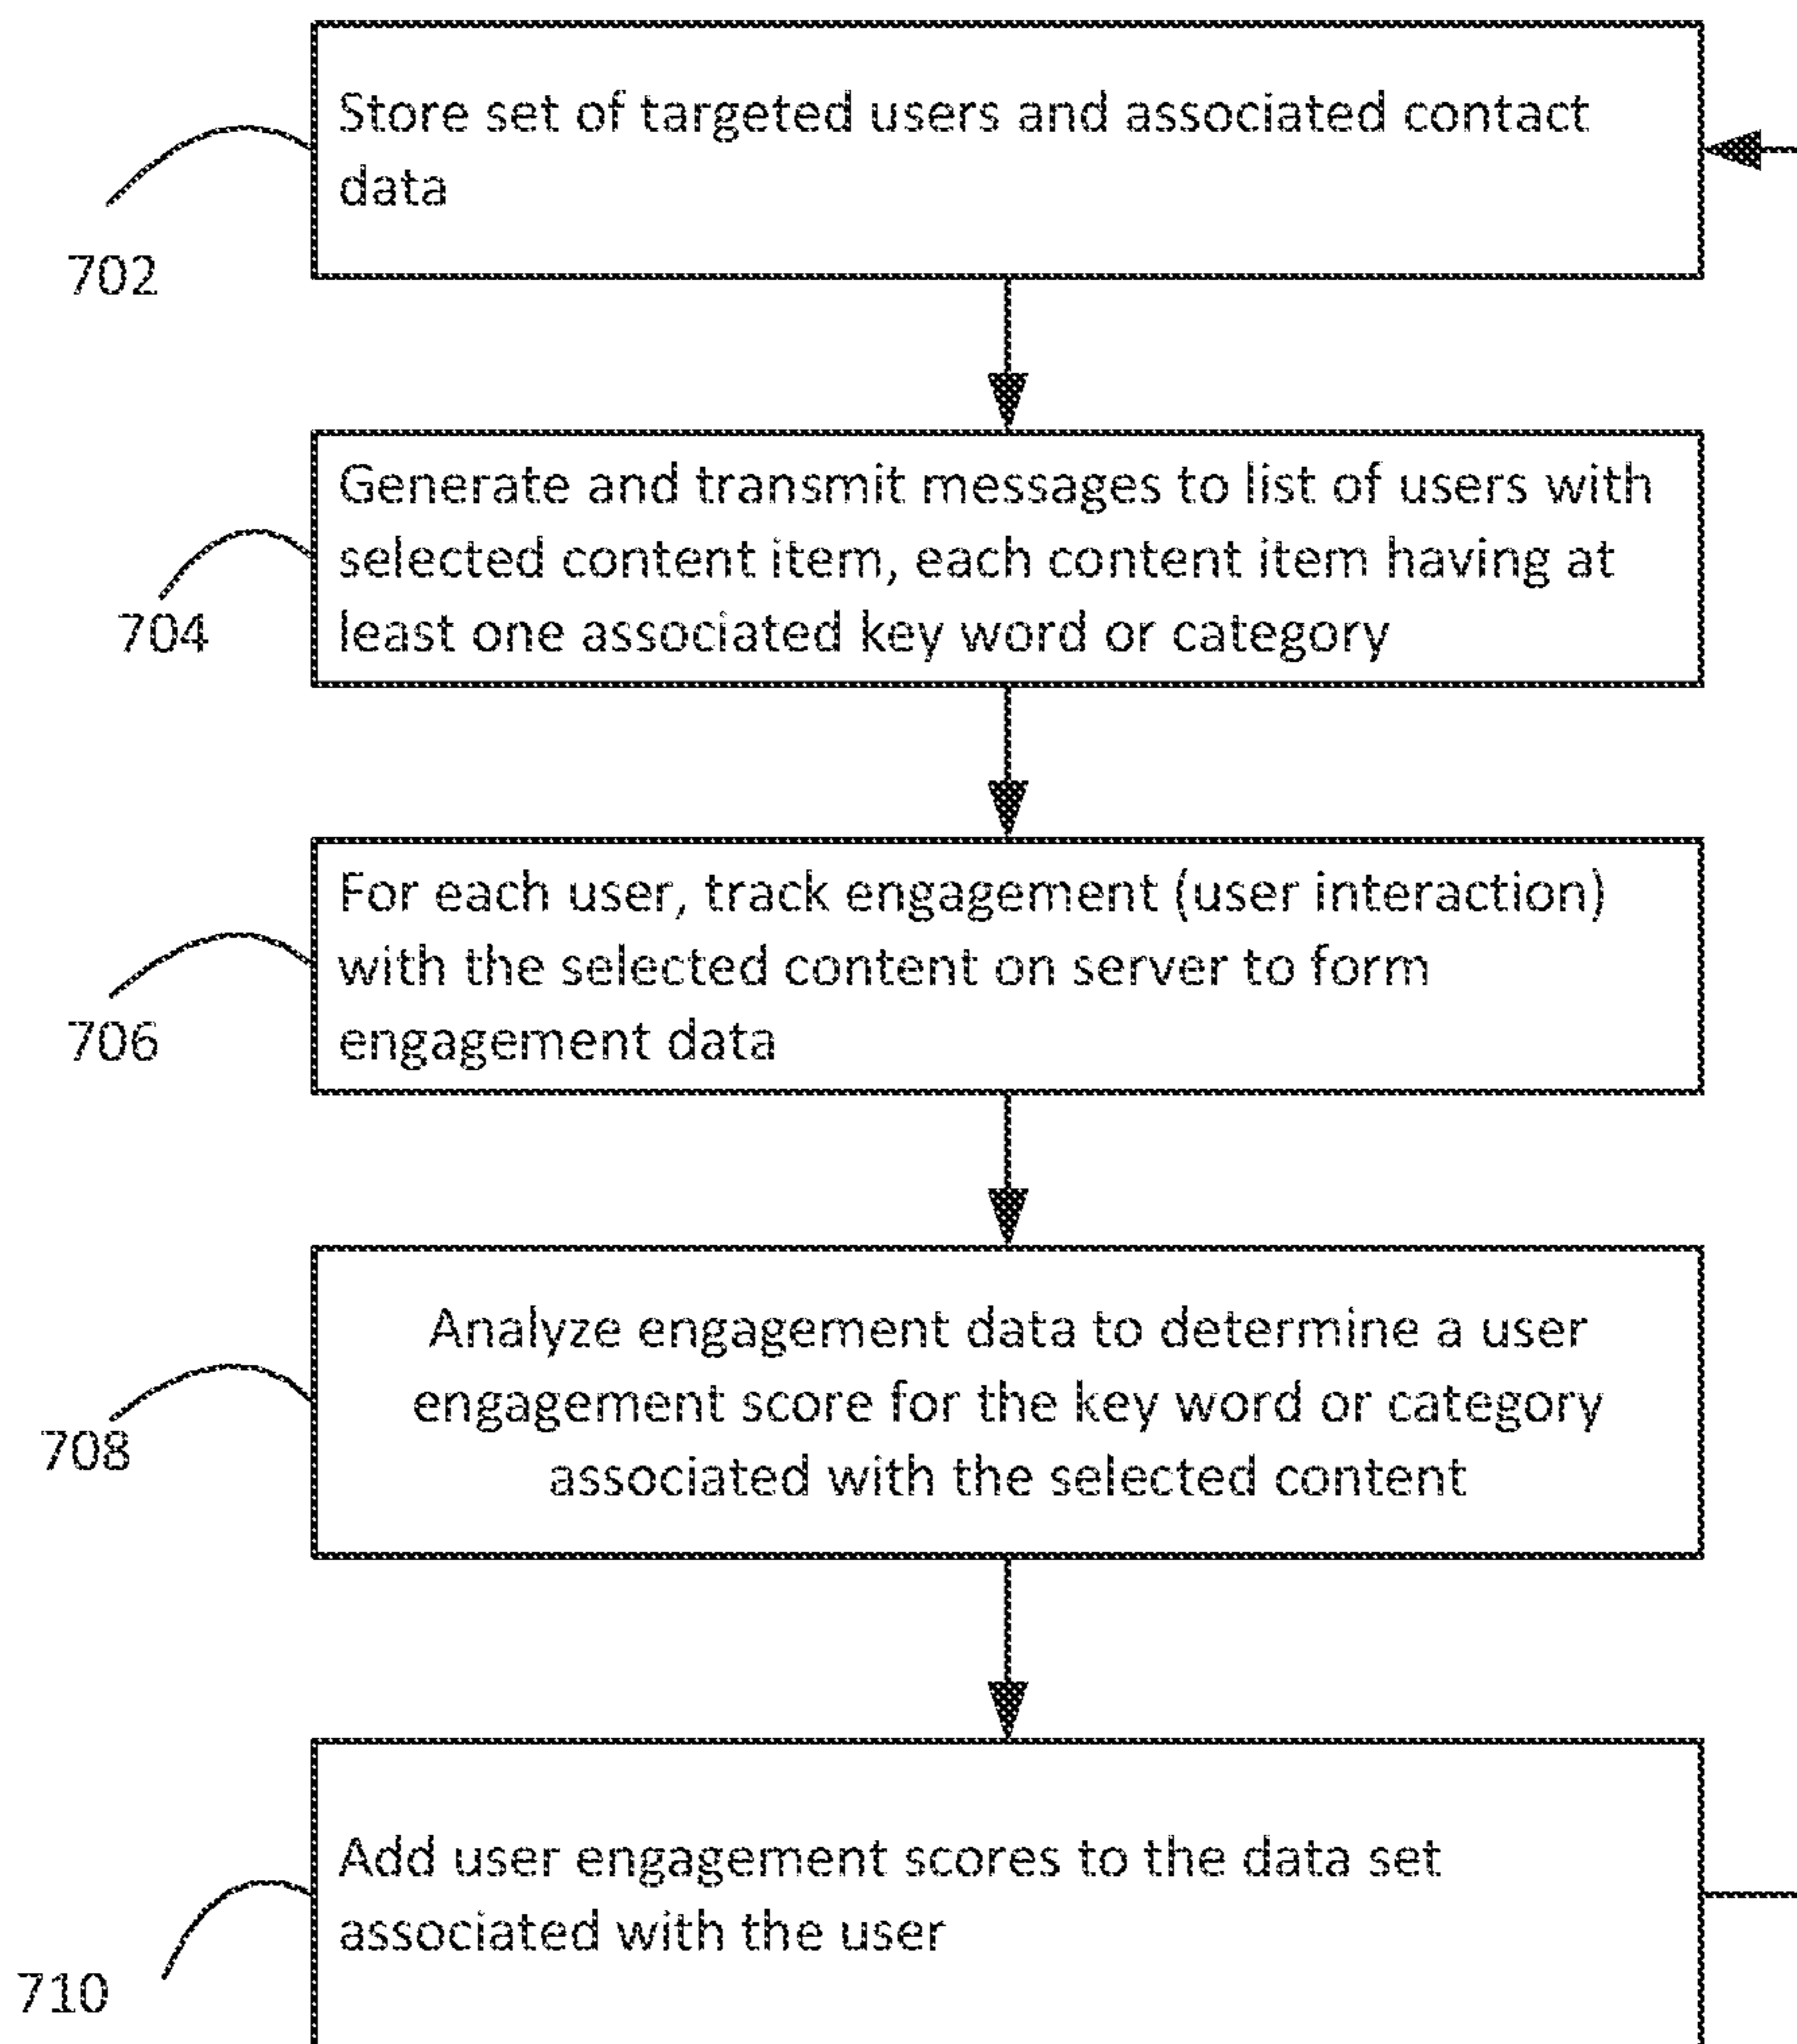 Store set of targeted users and associated contact
data
702
Generate and transmit messages to list of users with
selected content item, each content item having at
least one associated key word or category
704
For each user, track engagement (user interaction)
with the selected content on server to form
engagement data
706
Analyze engagement data to determine a user
engagement score for the key word or category
associated with the selected content
708
Add user engagement scores to the data set
associated with the user
710